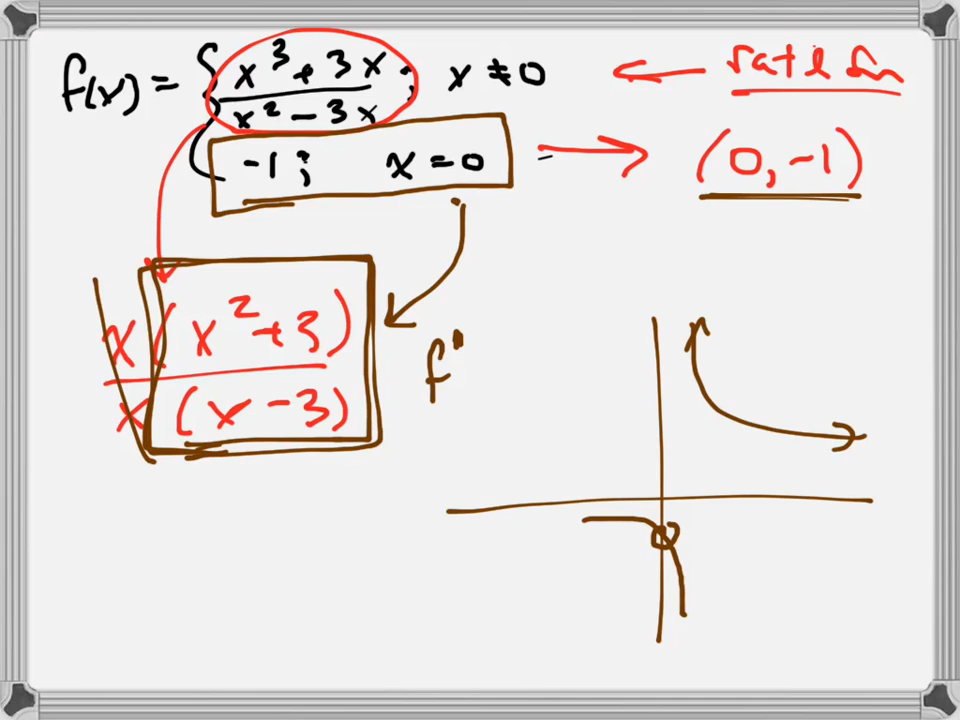 f(x) = { x³ + 3x / x² - 3x ; x ≠ 0 ← rat'l fn
-1 ; x = 0 → (0, -1)
x (x² + 3)
x (x - 3)
f"